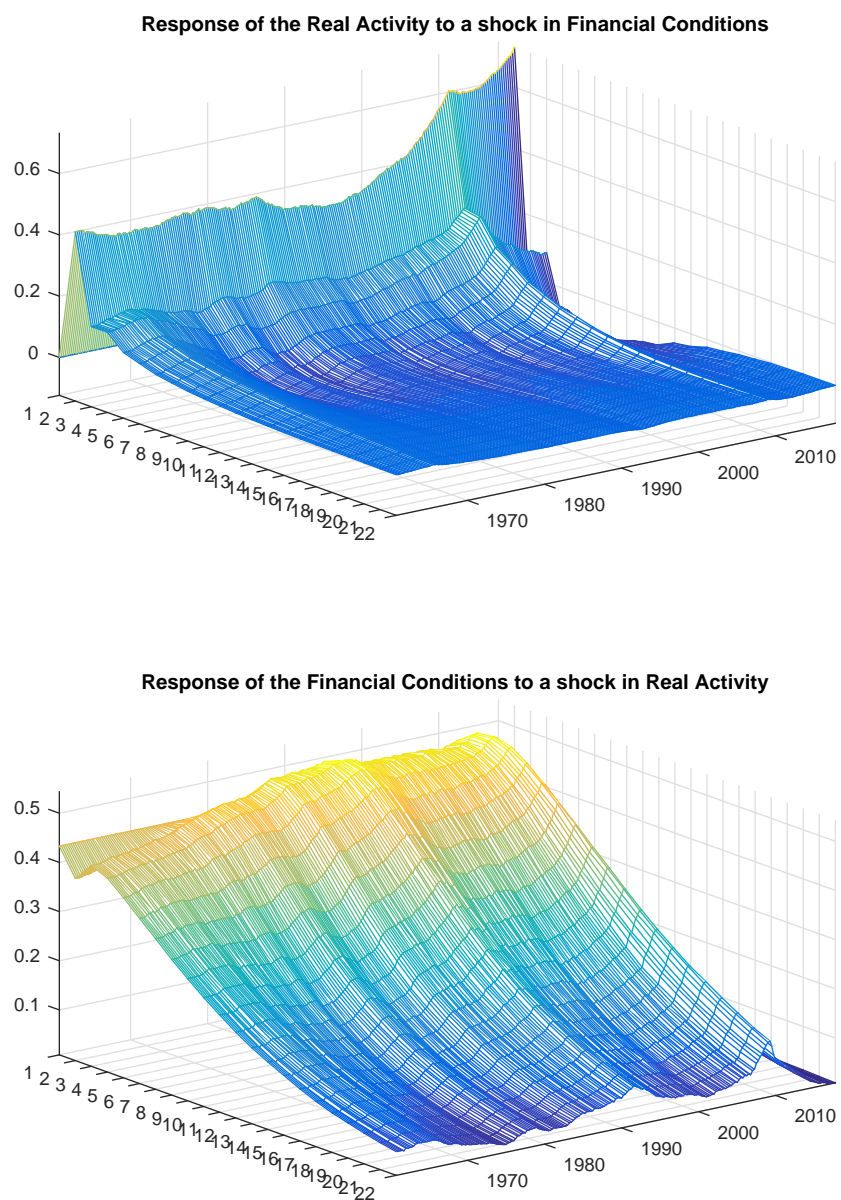 Response of the Real Activity to a shock in Financial Conditions
0.6
0.4
0.2
0
1 2 3 4 5 6 7 8 9 10 11 12 13 14 15 16 17 18 19 20 21 22
1970 1980 1990 2000 2010
Response of the Financial Conditions to a shock in Real Activity
0.5
0.4
0.3
0.2
0.1
1 2 3 4 5 6 7 8 9 10 11 12 13 14 15 16 17 18 19 20 21 22
1970 1980 1990 2000 2010